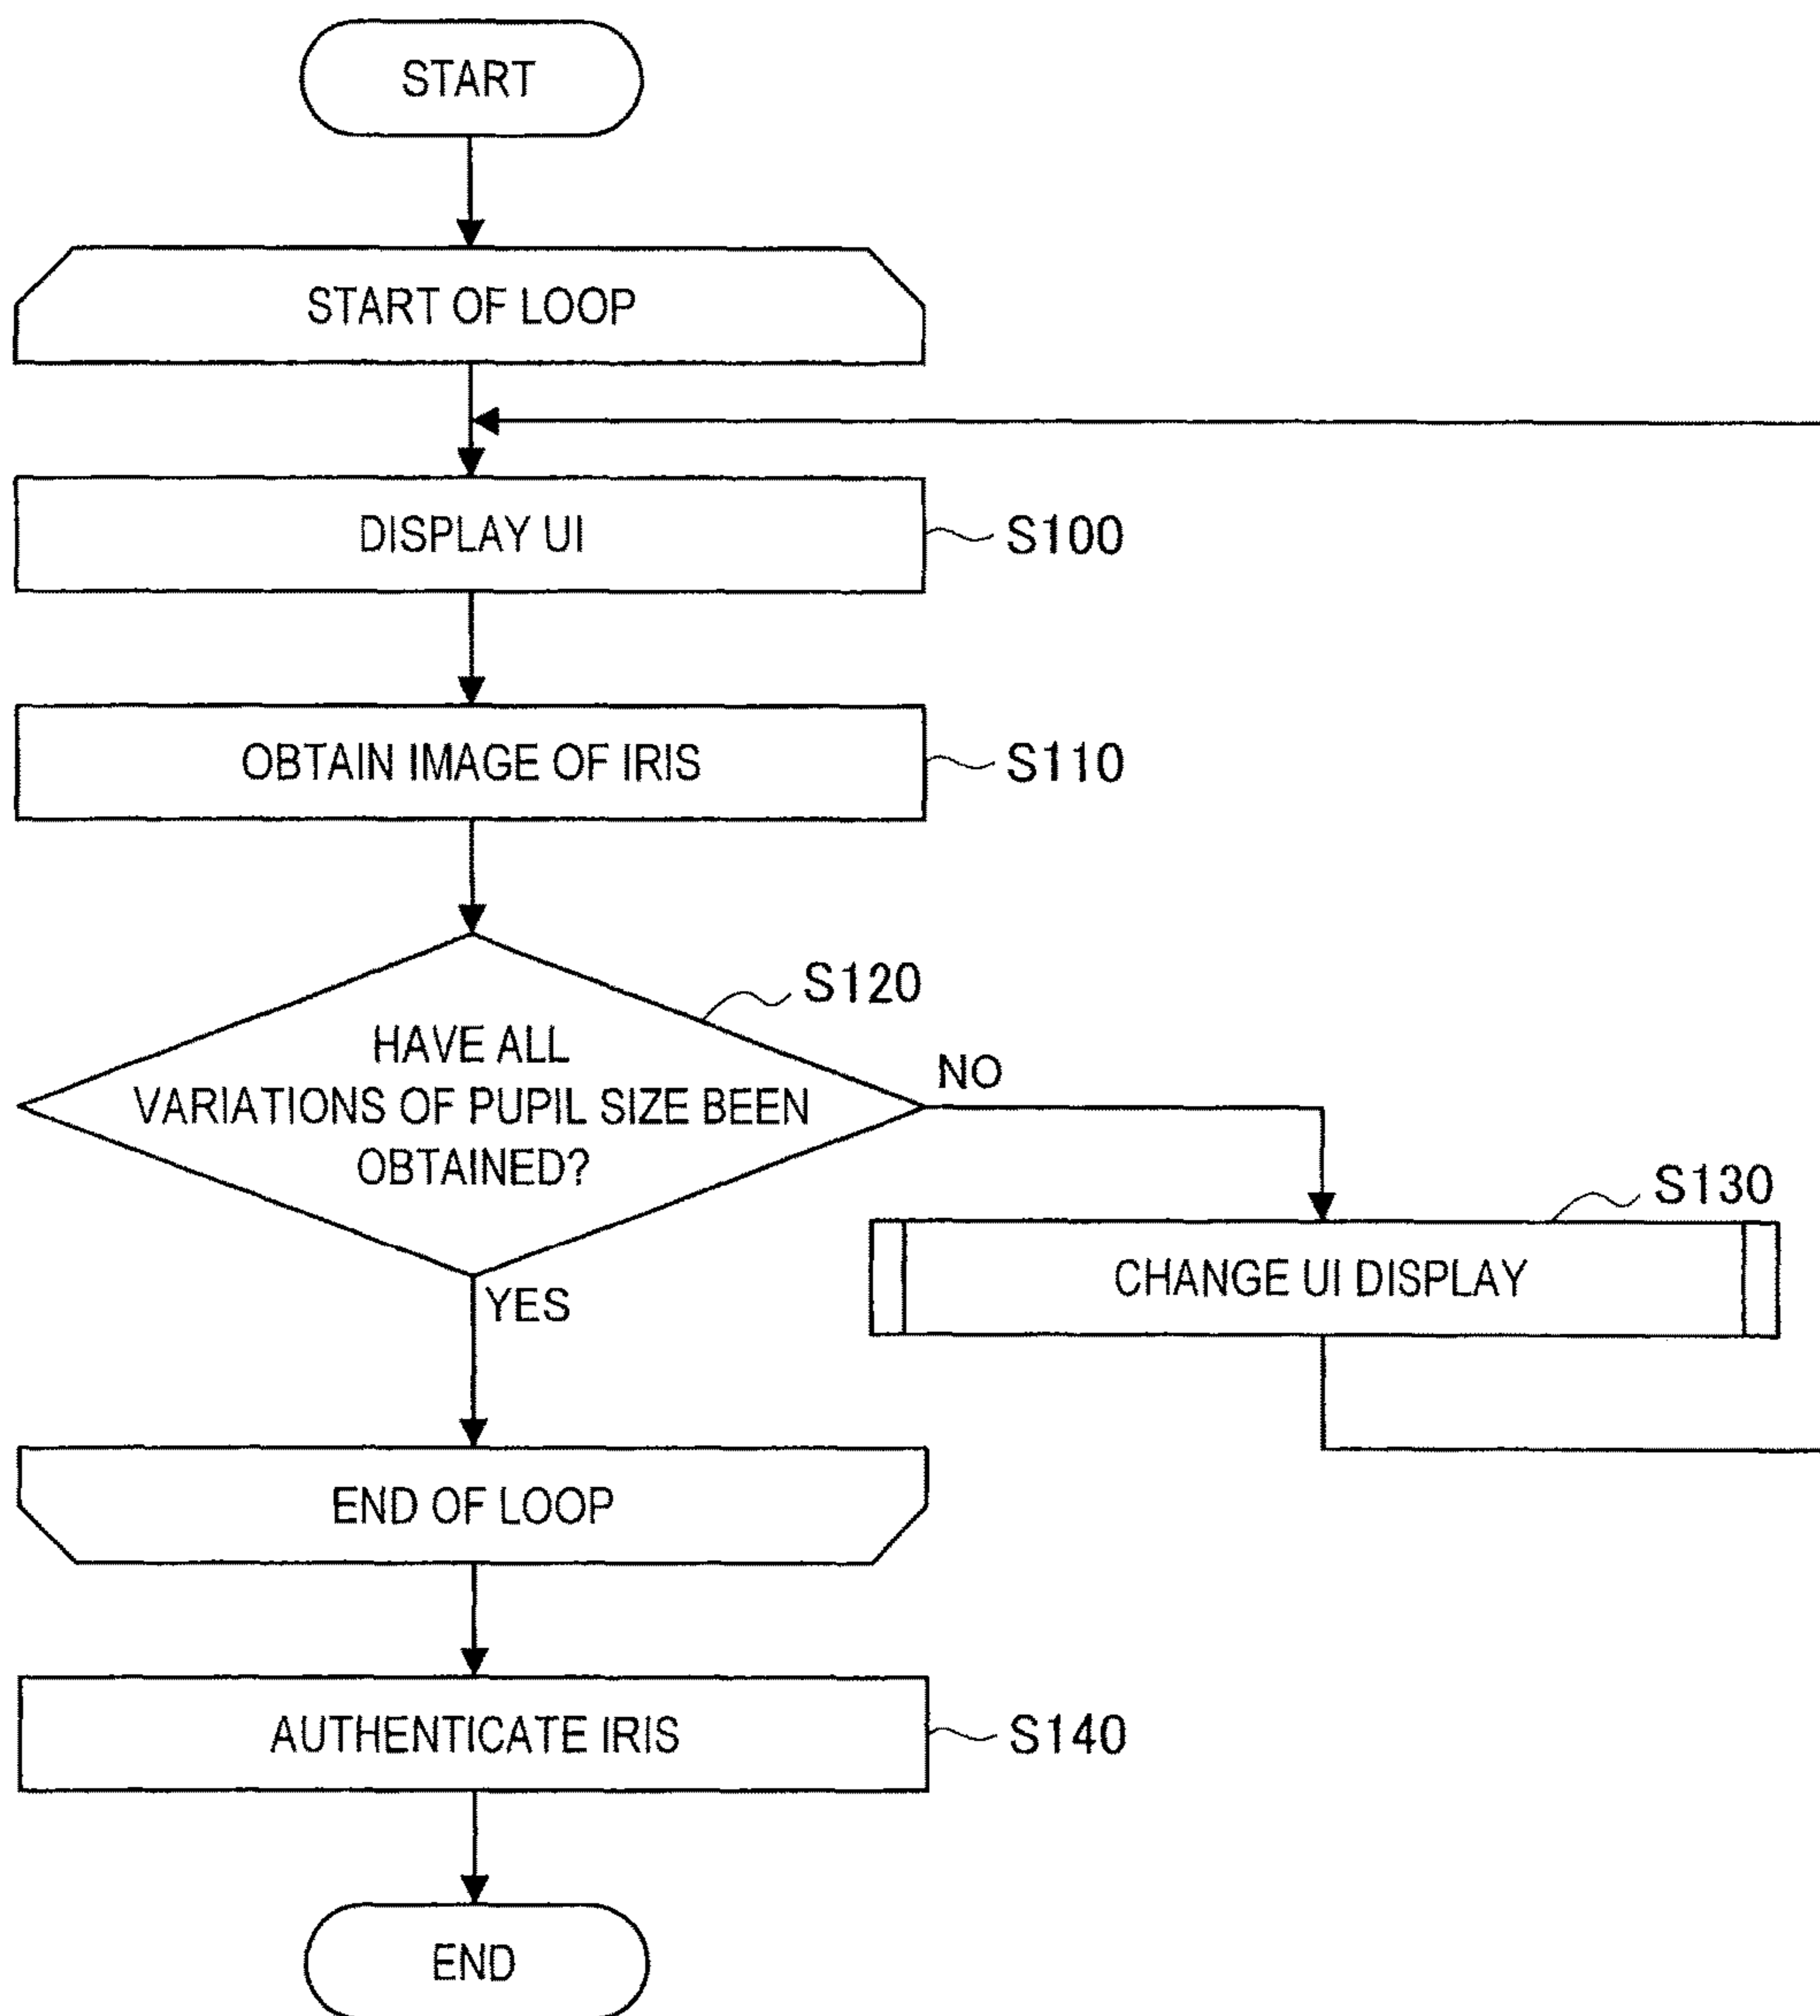 START
START OF LOOP
DISPLAY UI
S100
OBTAIN IMAGE OF IRIS
S110
S120
HAVE ALL
VARIATIONS OF PUPIL SIZE BEEN
OBTAINED?
NO
S130
CHANGE UI DISPLAY
YES
END OF LOOP
AUTHENTICATE IRIS
S140
END